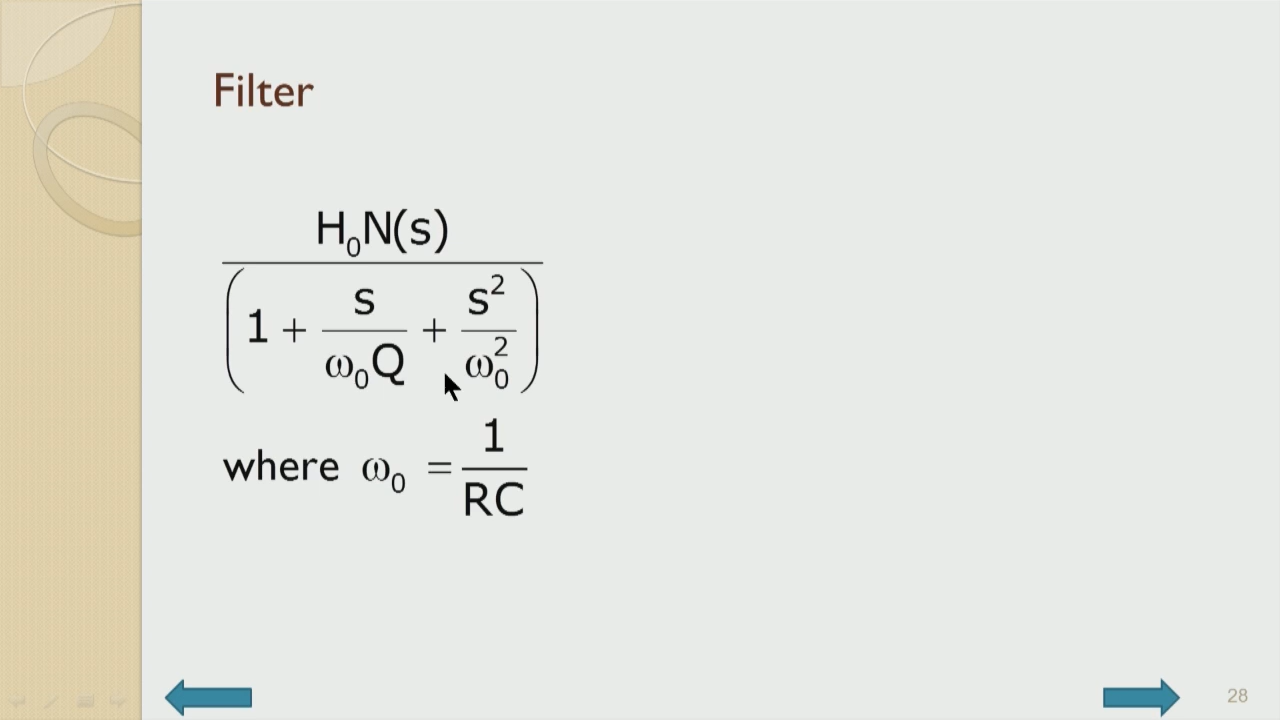 Filter
H₀N(s)
(1 + s/ω₀Q + s²/ω₀²)
where ω₀ = 1/RC
28